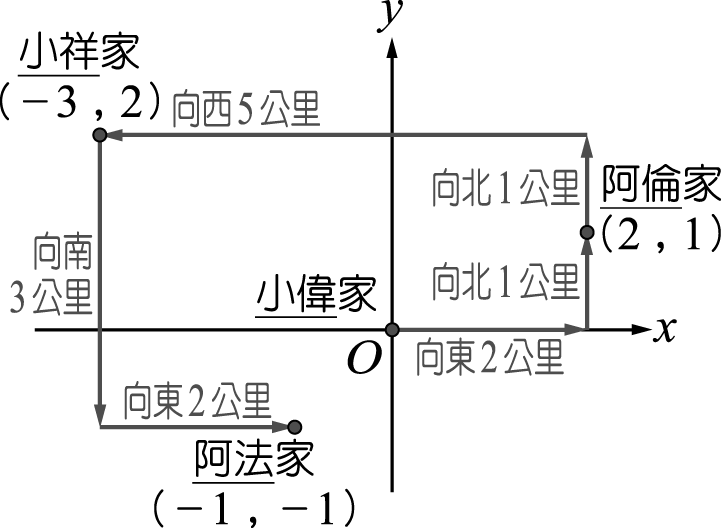 y
小祥家
(−3 , 2)
向西5公里
向北1公里
阿倫家
(2 , 1)
向南
3公里
向北1公里
小偉家
x
O
向東2公里
向東2公里
阿法家
(−1 , −1)